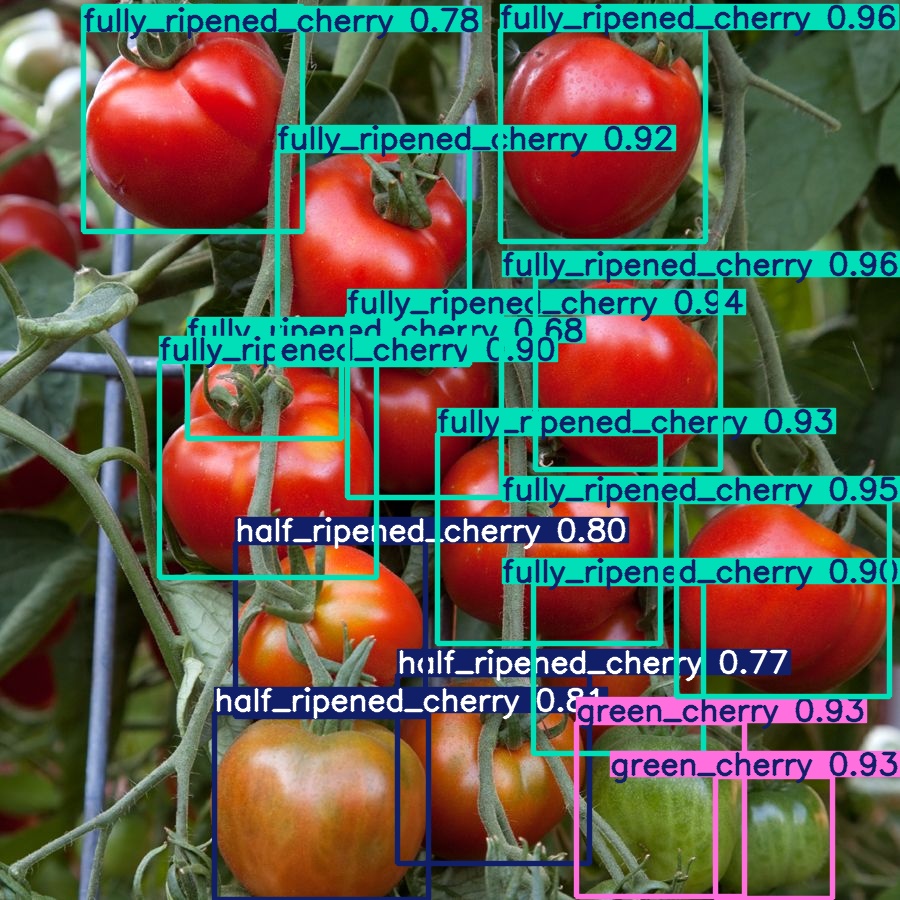 fully_ripened_cherry 0.78
fully_ripened_cherry 0.96
fully_ripened_cherry 0.92
fully_ripened_cherry 0.96
fully_ripened_cherry 0.94
fully_ripened_cherry 0.68
fully_ripened_cherry 0.90
fully_ripened_cherry 0.93
fully_ripened_cherry 0.95
half_ripened_cherry 0.80
fully_ripened_cherry 0.90
half_ripened_cherry 0.77
half_ripened_cherry 0.81
green_cherry 0.93
green_cherry 0.93